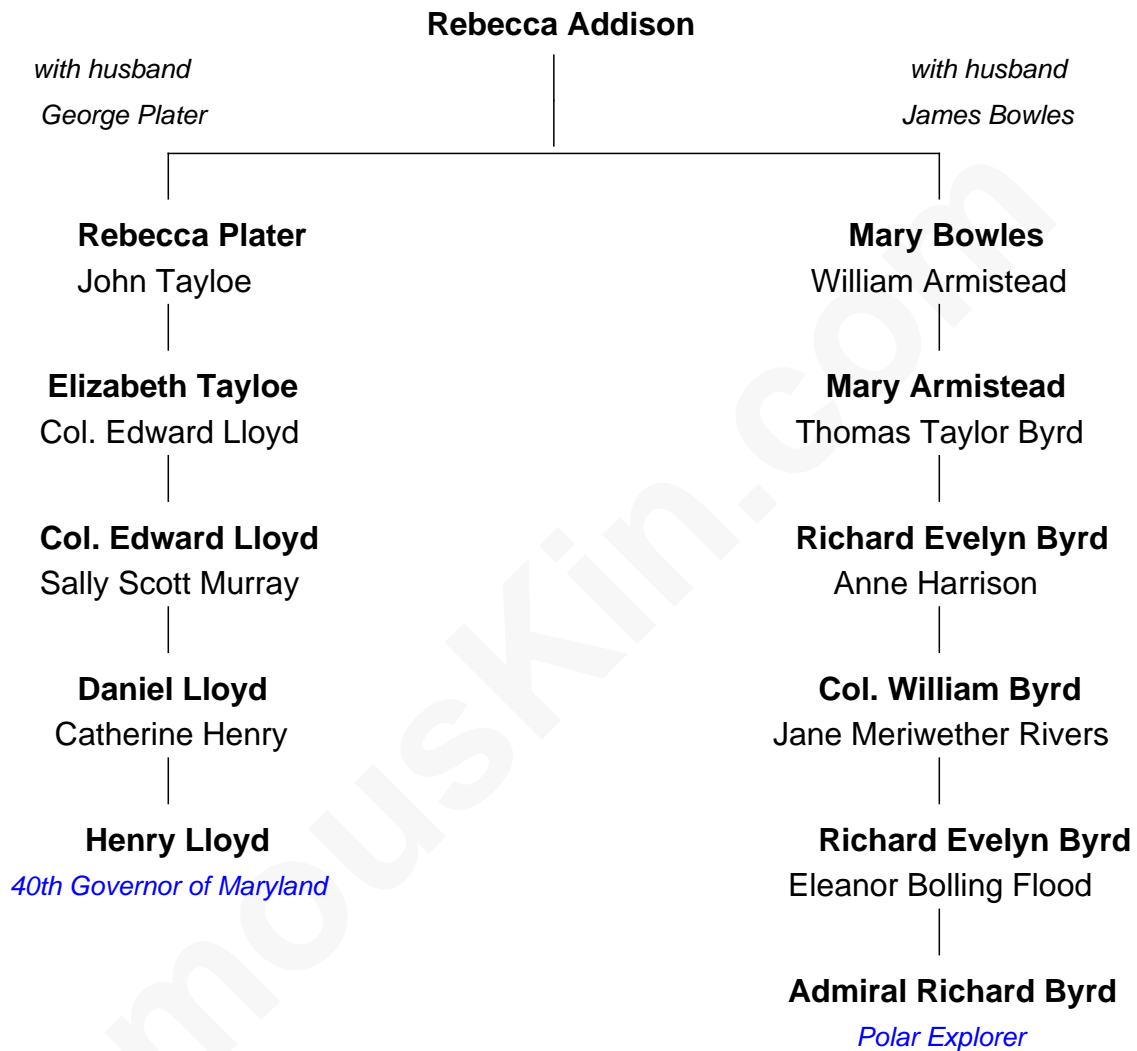 Rebecca Addison
with husband
George Plater
with husband
James Bowles
Rebecca Plater
John Tayloe
Mary Bowles
William Armistead
Elizabeth Tayloe
Col. Edward Lloyd
Mary Armistead
Thomas Taylor Byrd
Col. Edward Lloyd
Sally Scott Murray
Richard Evelyn Byrd
Anne Harrison
Daniel Lloyd
Catherine Henry
Col. William Byrd
Jane Meriwether Rivers
Henry Lloyd
40th Governor of Maryland
Richard Evelyn Byrd
Eleanor Bolling Flood
Admiral Richard Byrd
Polar Explorer
mousKin.com